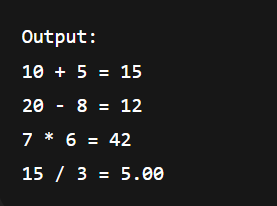 Output:
10 + 5 = 15
20 - 8 = 12
7 * 6 = 42
15 / 3 = 5.00